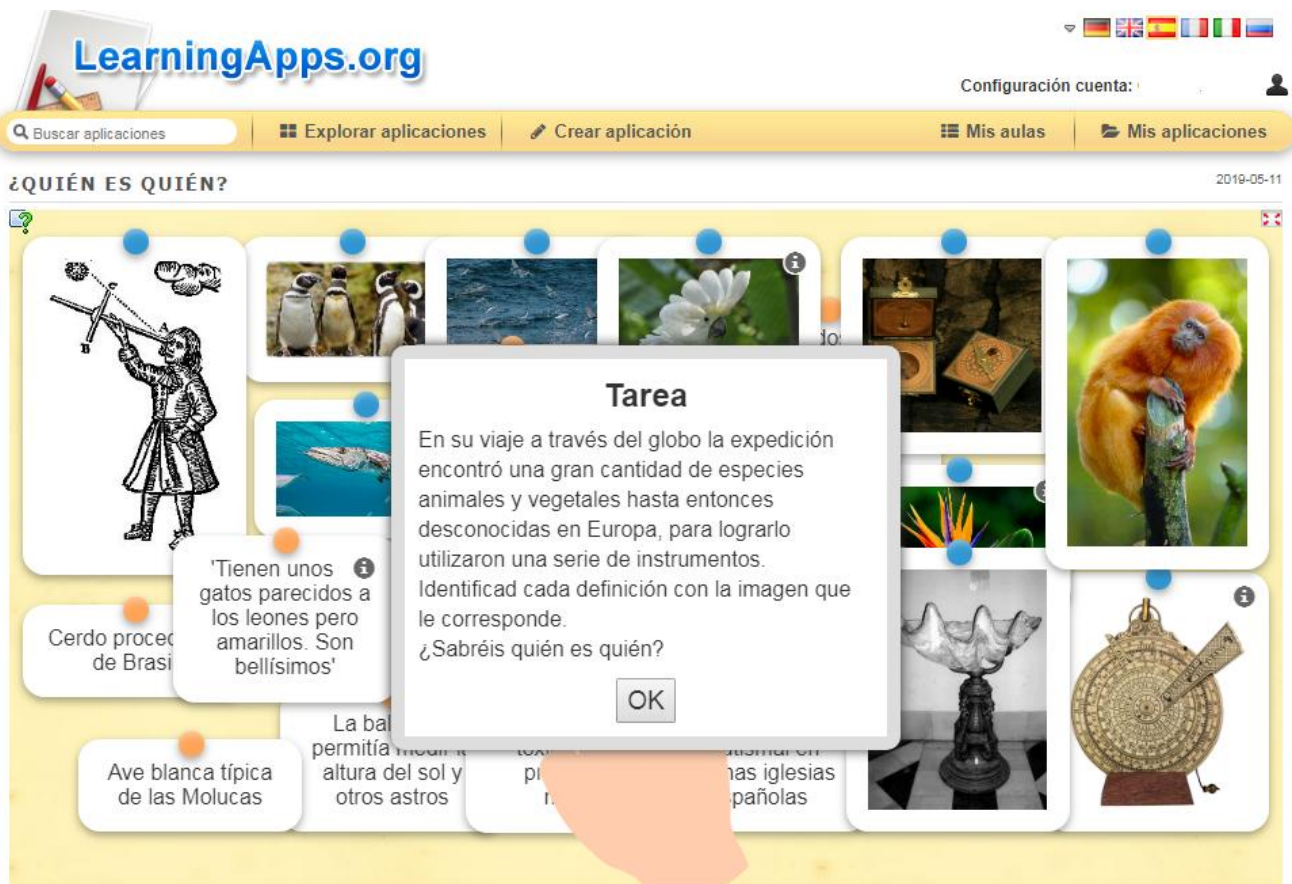 LearningApps.org
Configuración cuenta:
Buscar aplicaciones
Explorar aplicaciones
Crear aplicación
Mis aulas
Mis aplicaciones
¿QUIÉN ES QUIÉN?
2019-05-11
C
A
B
Tarea
En su viaje a través del globo la expedición
encontró una gran cantidad de especies
animales y vegetales hasta entonces
desconocidas en Europa, para lograrlo
utilizaron una serie de instrumentos.
Identificad cada definición con la imagen que
le corresponde.
¿Sabréis quién es quién?
OK
'Tienen unos
gatos parecidos a
los leones pero
amarillos. Son
bellísimos'
Cerdo
de
Ave blanca típica
de las Molucas
La
permitía
altura del sol y
otros astros
iglesias